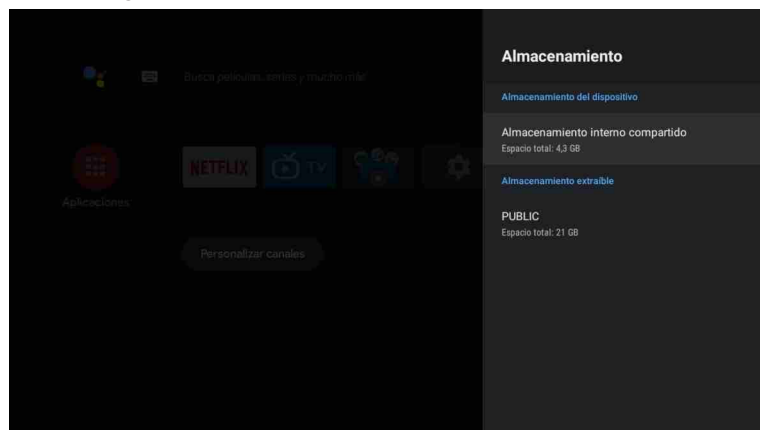 Almacenamiento
Almacenamiento del dispositivo
Almacenamiento interno compartido
Espacio total: 4,3 GB
Almacenamiento extraíble
PUBLIC
Espacio total: 21 GB
Busca películas, series y mucho más
NETFLIX
TV
Aplicaciones
Personalizar canales